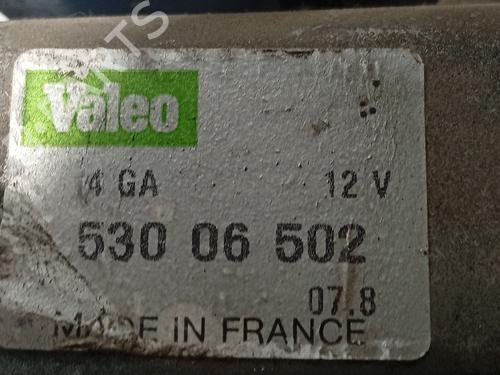 Valeo
4 GA 12 V
530 06 502
07.8
MADE IN FRANCE